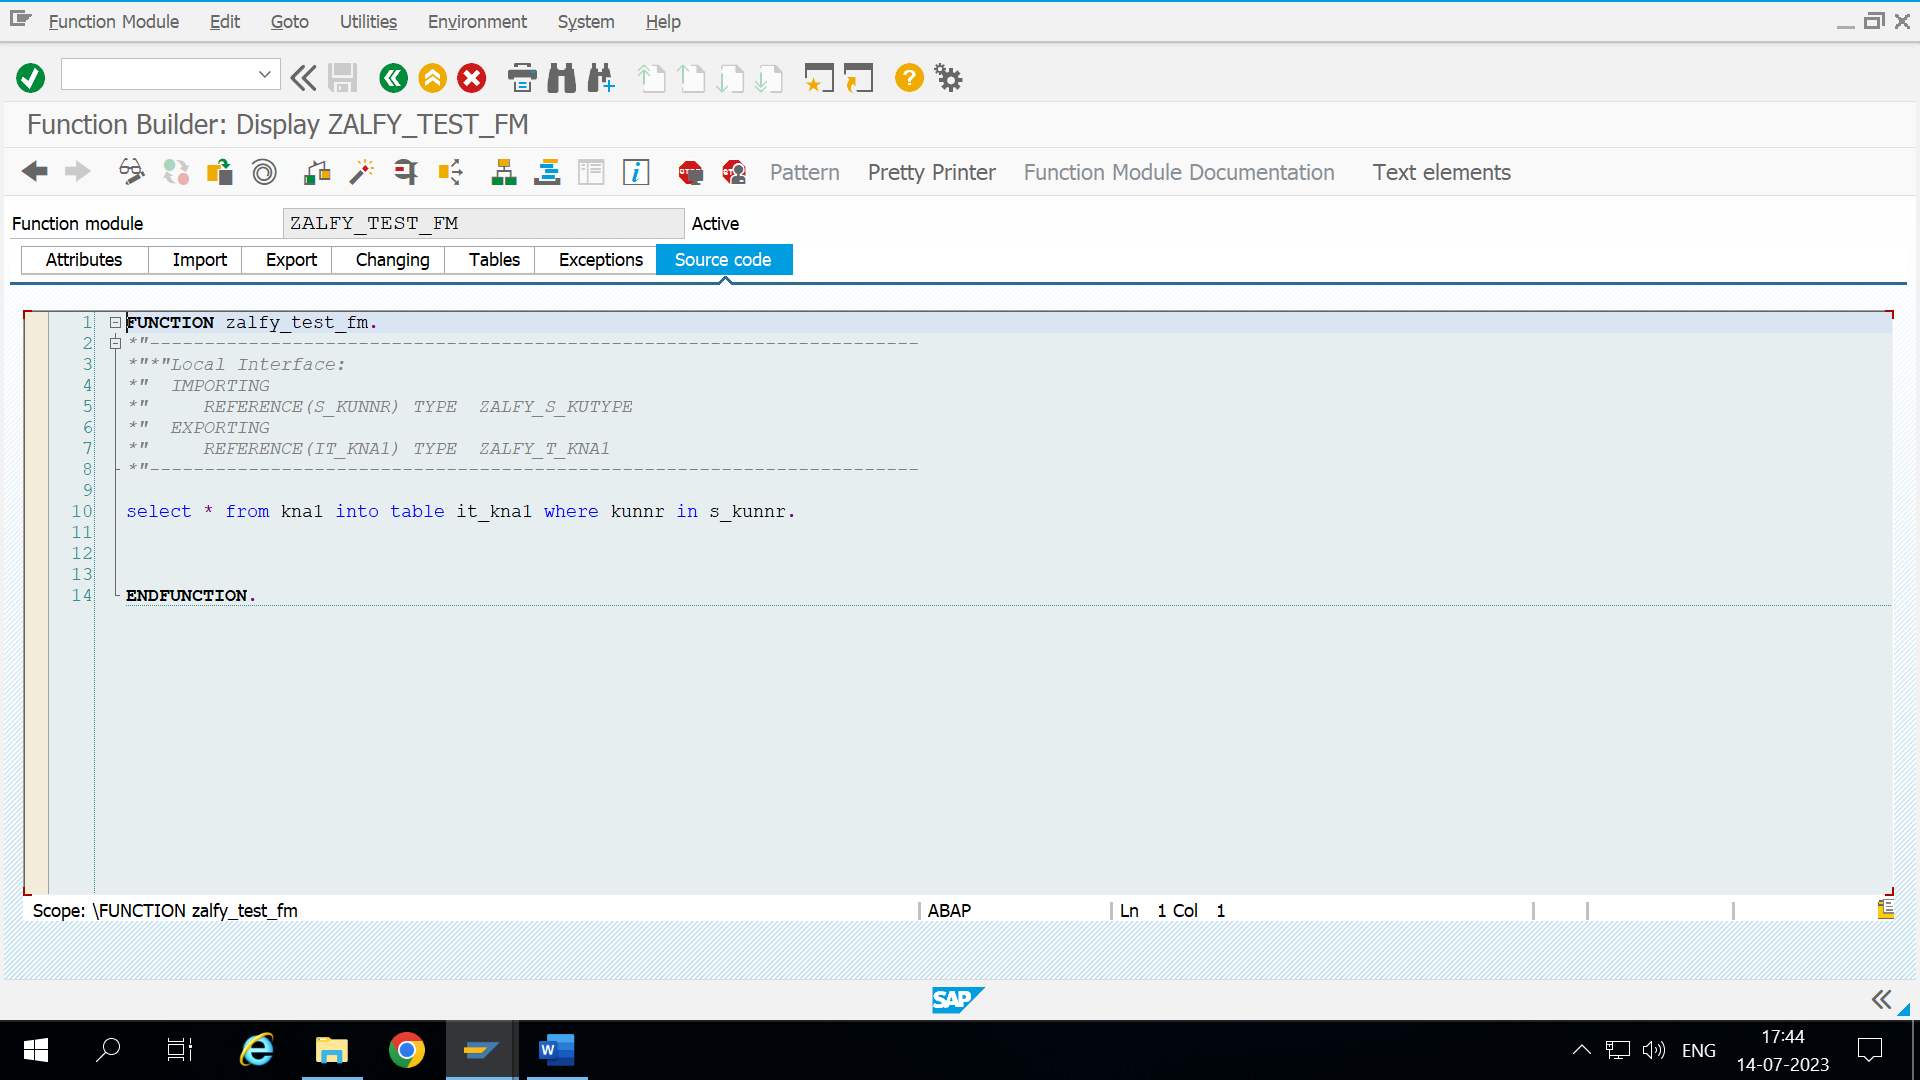 Function Module Edit Goto Utilities Environment System Help
Function Builder: Display ZALFY_TEST_FM
Pattern Pretty Printer Function Module Documentation Text elements
Function module ZALFY_TEST_FM Active
Attributes Import Export Changing Tables Exceptions Source code
1 FUNCTION zalfy_test_fm.
2 *"----------------------------------------------------------------------
3 *"*"Local Interface:
4 *"  IMPORTING
5 *"     REFERENCE(S_KUNNR) TYPE  ZALFY_S_KUTYPE
6 *"  EXPORTING
7 *"     REFERENCE(IT_KNA1) TYPE  ZALFY_T_KNA1
8 *"----------------------------------------------------------------------
9
10 select * from kna1 into table it_kna1 where kunnr in s_kunnr.
11
12
13
14 ENDFUNCTION.
Scope: \FUNCTION zalfy_test_fm ABAP Ln 1 Col 1
SAP
17:44
ENG
14-07-2023